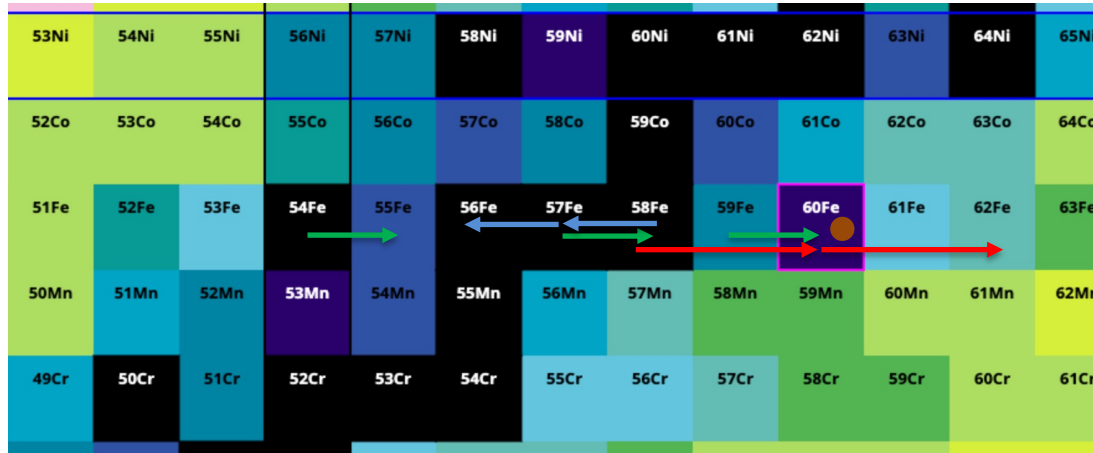 53Ni 54Ni 55Ni 56Ni 57Ni 58Ni 59Ni 60Ni 61Ni 62Ni 63Ni 64Ni 65Ni
52Co 53Co 54Co 55Co 56Co 57Co 58Co 59Co 60Co 61Co 62Co 63Co 64Co
51Fe 52Fe 53Fe 54Fe 55Fe 56Fe 57Fe 58Fe 59Fe 60Fe 61Fe 62Fe 63Fe
50Mn 51Mn 52Mn 53Mn 54Mn 55Mn 56Mn 57Mn 58Mn 59Mn 60Mn 61Mn 62Mn
49Cr 50Cr 51Cr 52Cr 53Cr 54Cr 55Cr 56Cr 57Cr 58Cr 59Cr 60Cr 61Cr